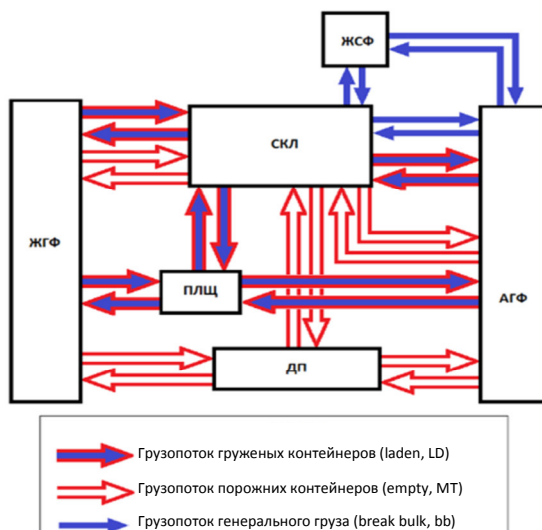 ЖСФ
СКЛ
ЖГФ
ПЛЩ
АГФ
ДП
Грузопоток груженых контейнеров (laden, LD)
Грузопоток порожних контейнеров (empty, MT)
Грузопоток генерального груза (break bulk, bb)